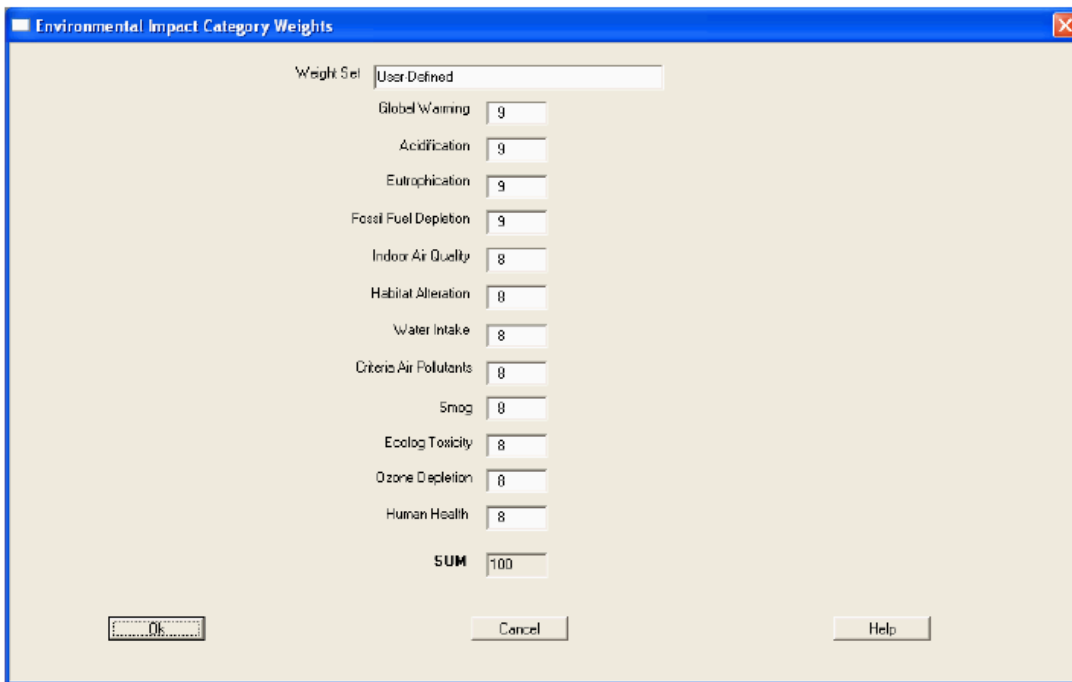 Environmental Impact Category Weights
Weight Set User-Defined
Global Warming 9
Acidification 9
Eutrophication 9
Fossil Fuel Depletion 9
Indoor Air Quality 8
Habitat Alteration 8
Water Intake 8
Criteria Air Pollutants 8
Smog 8
Ecolog Toxicity 8
Ozone Depletion 8
Human Health 8
SUM 100
Ok Cancel Help